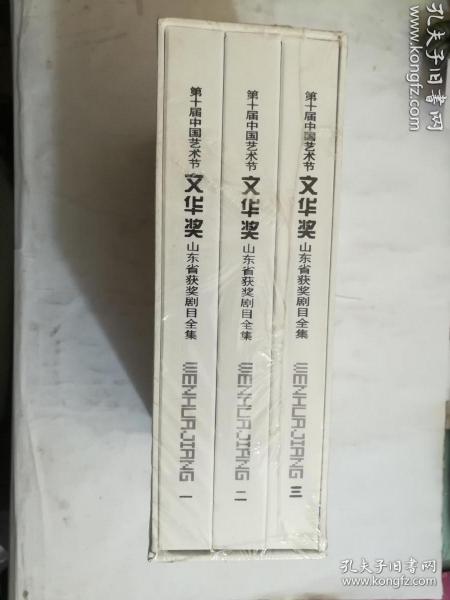 第十届中国艺术节
文华奖
山东省获奖剧目全集
WENHUAJIANG
一
第十届中国艺术节
文华奖
山东省获奖剧目全集
WENHUAJIANG
二
第十届中国艺术节
文华奖
山东省获奖剧目全集
WENHUAJIANG
三
孔夫子旧书网
www.kongfz.com
孔夫子旧书网
www.kongfz.com